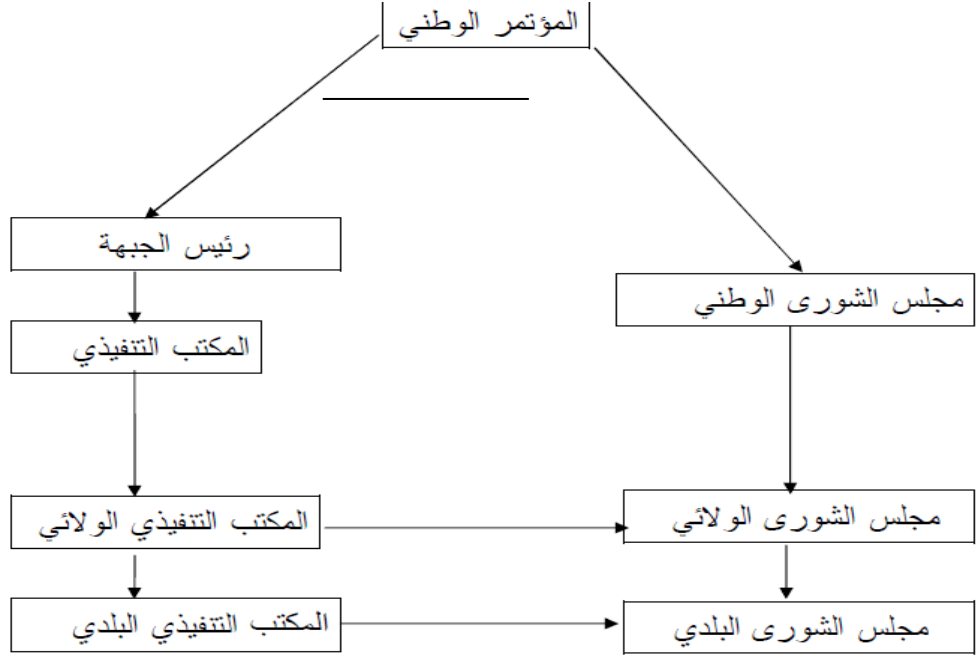 المؤتمر الوطني
رئيس الجبهة
مجلس الشورى الوطني
المكتب التنفيذي
المكتب التنفيذي الولائي
مجلس الشورى الولائي
المكتب التنفيذي البلدي
مجلس الشورى البلدي